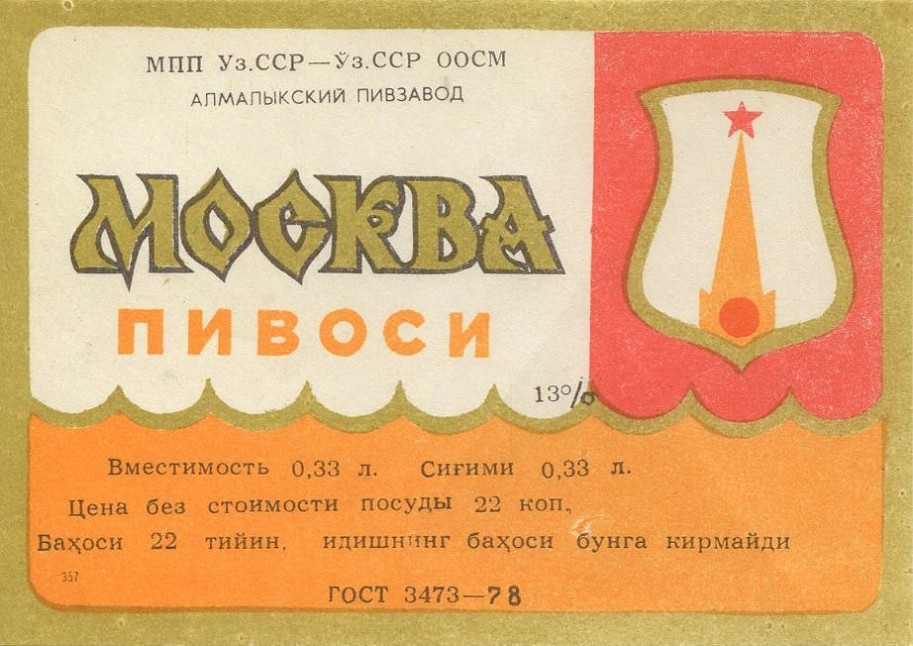 МПП Уз.ССР—Ўз.ССР ООСМ
АЛМАЛЫКСКИЙ ПИВЗАВОД
МОСКВА
ПИВОСИ
13%
Вместимость 0,33 л. Сиғими 0,33 л.
Цена без стоимости посуды 22 коп,
Баҳоси 22 тийин. идишнинг баҳоси бунга кирмайди
357
ГОСТ 3473—78